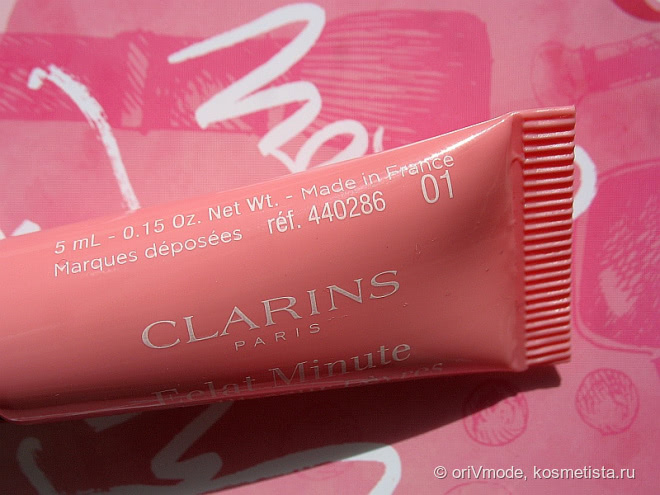 5 mL - 0.15 Oz. Net Wt. - Made in France
Marques déposées réf. 440286 01
CLARINS
PARIS
Eclat Minute
© oriVmode, kosmetista.ru